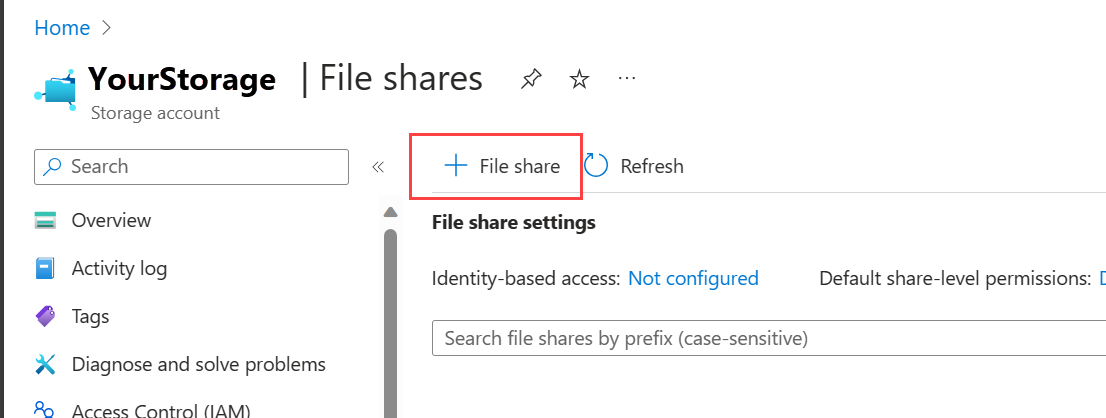 Home
YourStorage | File shares
Storage account
Search
File share
Refresh
Overview
Activity log
Tags
Diagnose and solve problems
Access Control (IAM)
File share settings
Identity-based access: Not configured
Default share-level permissions:
Search file shares by prefix (case-sensitive)